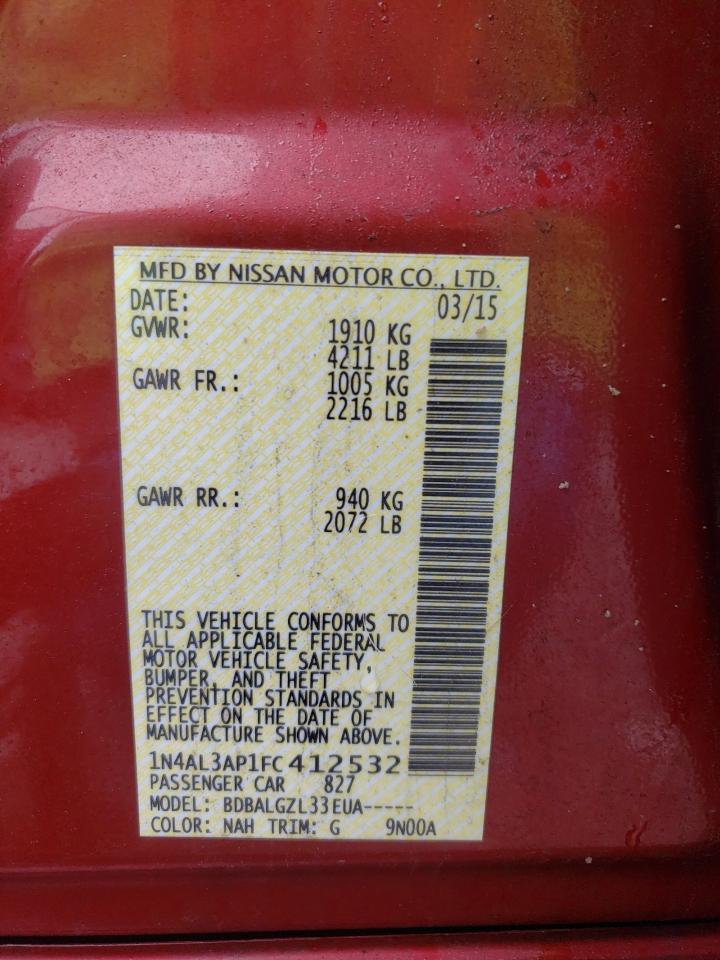 MFD BY NISSAN MOTOR CO., LTD.
DATE: 03/15
GVWR: 1910 KG
4211 LB
GAWR FR.: 1005 KG
2216 LB
GAWR RR.: 940 KG
2072 LB
THIS VEHICLE CONFORMS TO
ALL APPLICABLE FEDERAL
MOTOR VEHICLE SAFETY,
BUMPER, AND THEFT
PREVENTION STANDARDS IN
EFFECT ON THE DATE OF
MANUFACTURE SHOWN ABOVE.
1N4AL3AP1FC412532
PASSENGER CAR 827
MODEL: BDBALGZL33EUA-----
COLOR: NAH TRIM: G 9N00A